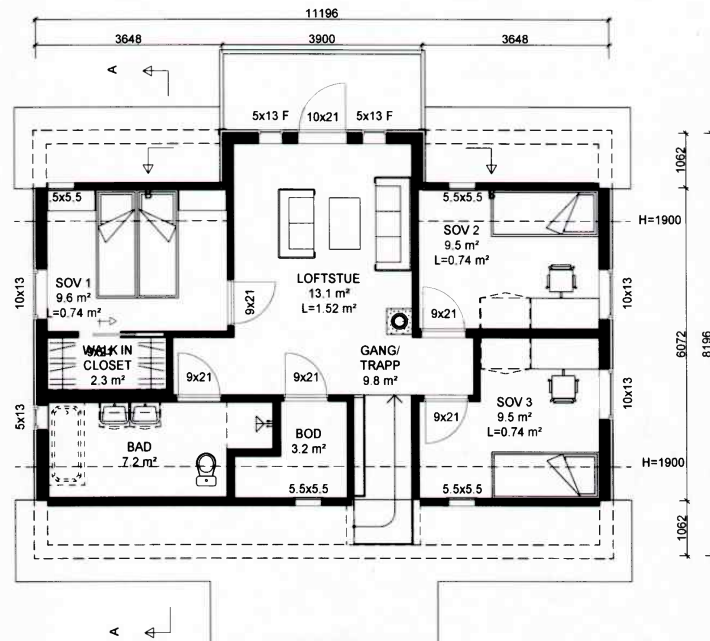 11196
3648
3900
3648
A
5x13 F
10x21
5x13 F
1062
5x5.5
5.5x5.5
H=1900
SOV 1
9.6 m²
L=0.74 m²
10x13
9x21
LOFTSTUE
13.1 m²
L=1.52 m²
SOV 2
9.5 m²
L=0.74 m²
10x13
9x21
WALK IN
CLOSET
2.3 m²
9x21
9x21
9x21
GANG/
TRAPP
9.8 m²
6072
8196
5x13
BAD
7.2 m²
BOD
3.2 m²
5.5x5.5
9x21
SOV 3
9.5 m²
L=0.74 m²
10x13
5.5x5.5
H=1900
1062
A